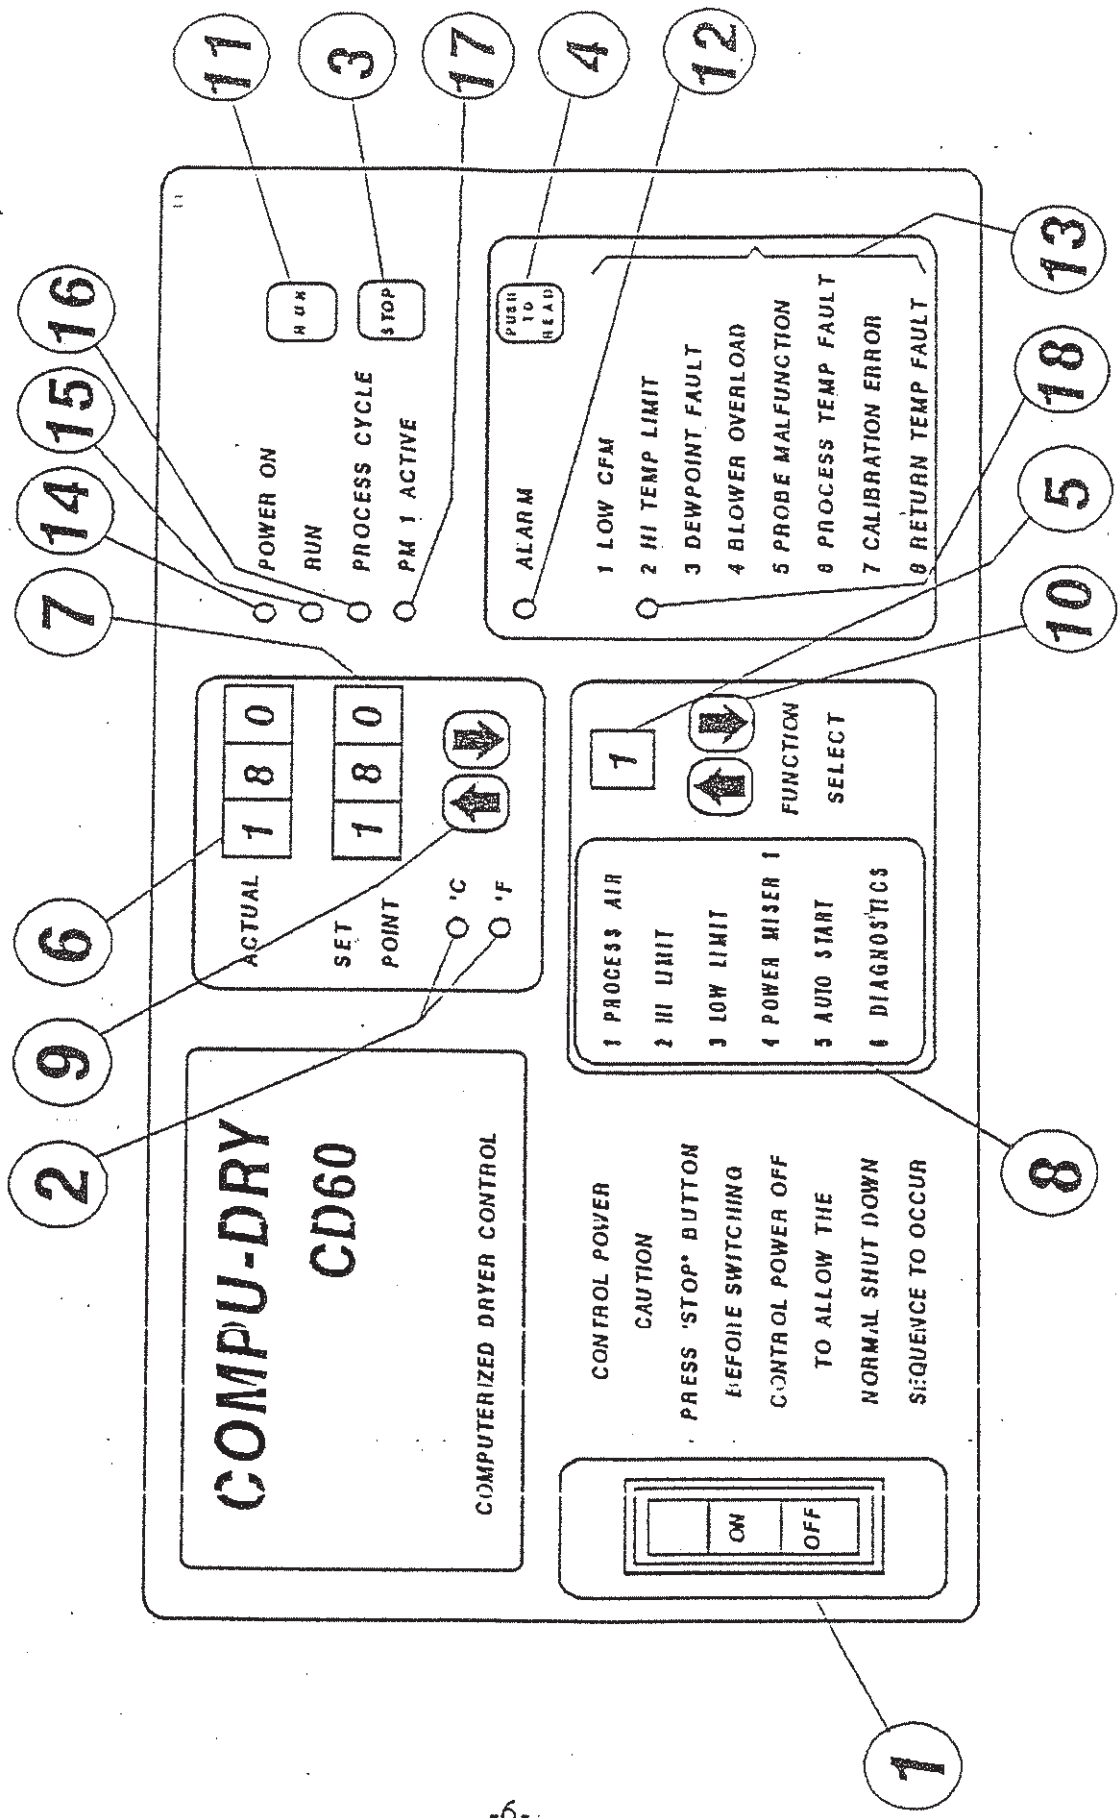 2
9
6
7
14
15
16
11
3
17
4
12
COMPU-DRY
CD60
COMPUTERIZED DRYER CONTROL
ACTUAL
1 8 0
SET
POINT
1 8 0
°C
°F
POWER ON
RUN
PROCESS CYCLE
PM 1 ACTIVE
RUN
STOP
ON
OFF
CONTROL POWER
CAUTION
PRESS 'STOP' BUTTON
BEFORE SWITCHING
CONTROL POWER OFF
TO ALLOW THE
NORMAL SHUT DOWN
SEQUENCE TO OCCUR
1 PROCESS AIR
2 HI LIMIT
3 LOW LIMIT
4 POWER MISER 1
5 AUTO START
6 DIAGNOSTICS
1
FUNCTION
SELECT
ALARM
PUSH
TO
READ
1 LOW CFM
2 HI TEMP LIMIT
3 DEWPOINT FAULT
4 BLOWER OVERLOAD
5 PROBE MALFUNCTION
6 PROCESS TEMP FAULT
7 CALIBRATION ERROR
8 RETURN TEMP FAULT
1
8
10
5
18
13
-6-